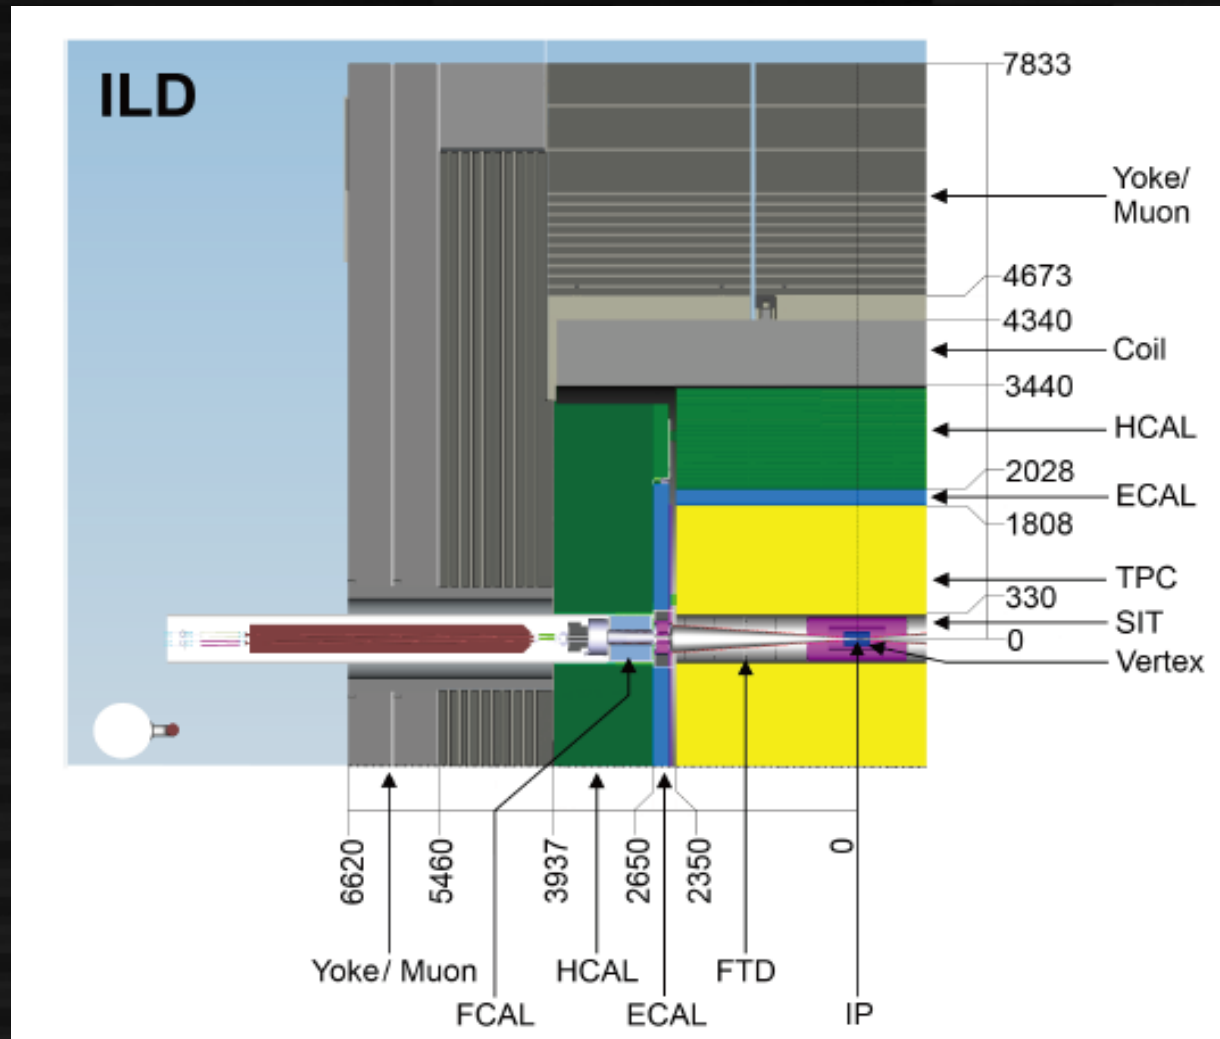 ILD
7833
Yoke/
Muon
4673
4340
Coil
3440
HCAL
2028
ECAL
1808
TPC
330
SIT
0
Vertex
6620
5460
3937
2650
2350
0
Yoke/ Muon
HCAL
FTD
FCAL
ECAL
IP